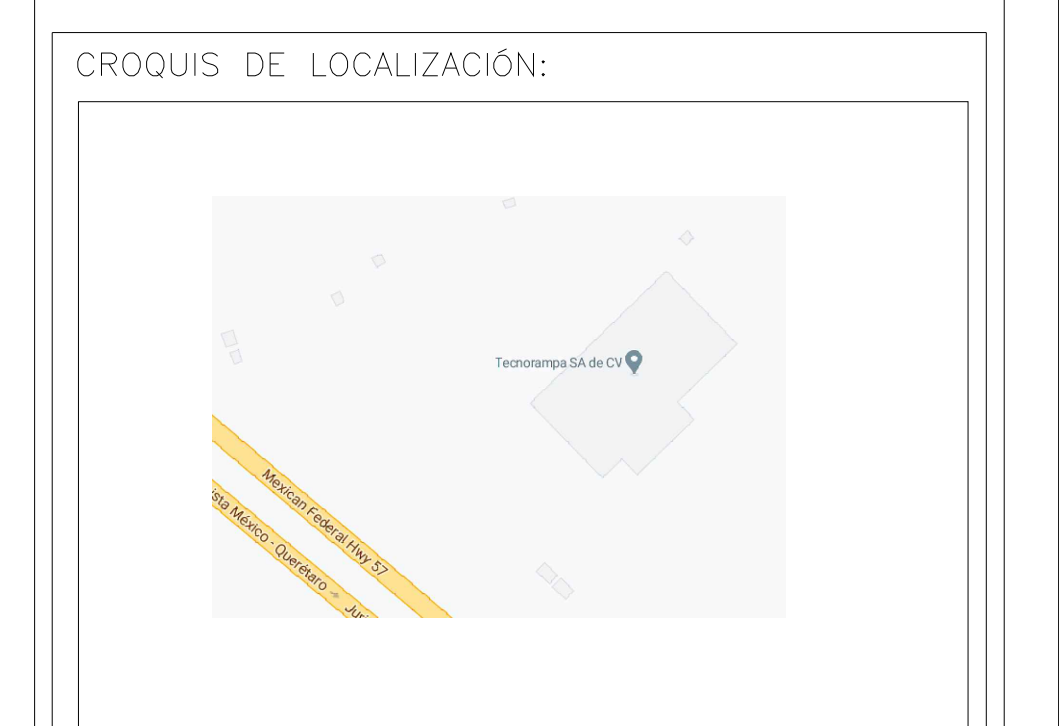 CROQUIS DE LOCALIZACIÓN:
Tecnorampa SA de CV
Mexican Federal Hwy 57
ista México - Querétaro